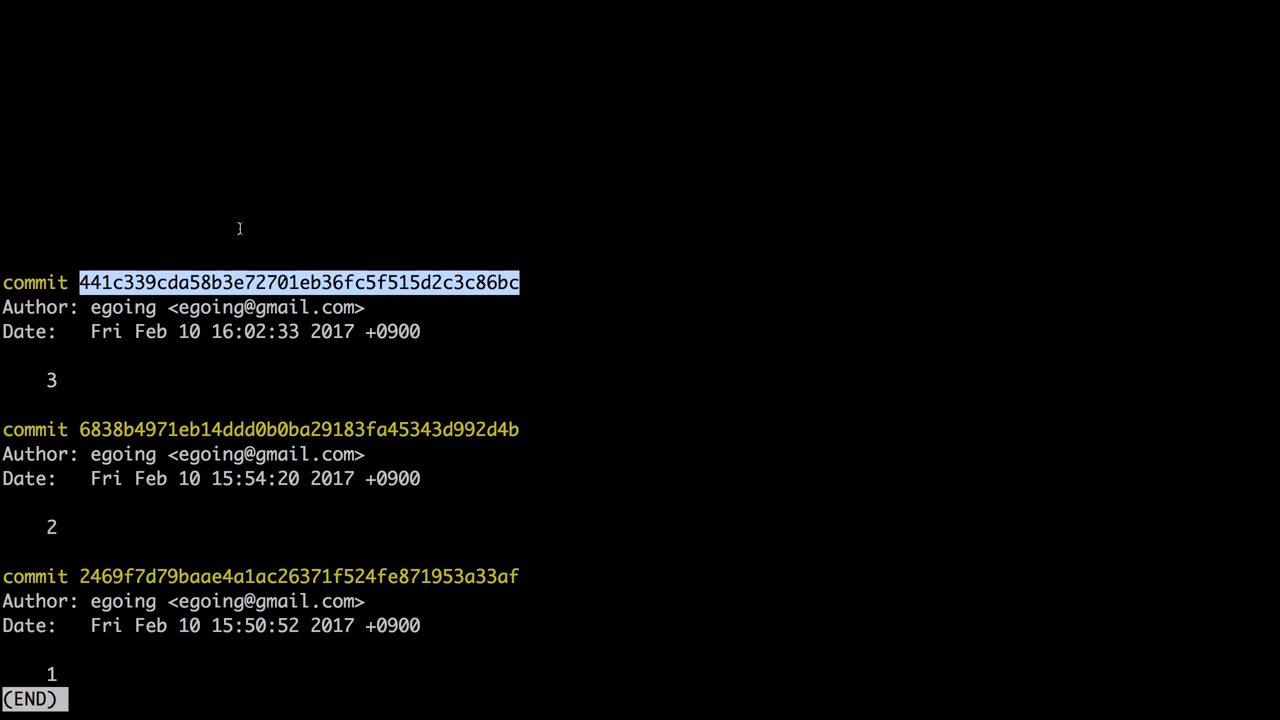 commit 441c339cda58b3e72701eb36fc5f515d2c3c86bc
Author: egoing <egoing@gmail.com>
Date:   Fri Feb 10 16:02:33 2017 +0900
    3
commit 6838b4971eb14ddd0b0ba29183fa45343d992d4b
Author: egoing <egoing@gmail.com>
Date:   Fri Feb 10 15:54:20 2017 +0900
    2
commit 2469f7d79baae4a1ac26371f524fe871953a33af
Author: egoing <egoing@gmail.com>
Date:   Fri Feb 10 15:50:52 2017 +0900
    1
(END)